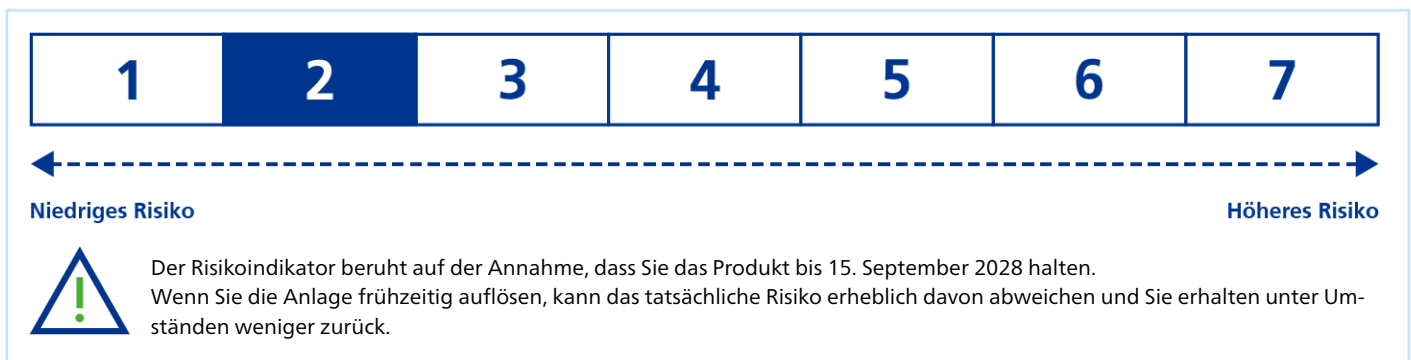 1 2 3 4 5 6 7
Niedriges Risiko Höheres Risiko
Der Risikoindikator beruht auf der Annahme, dass Sie das Produkt bis 15. September 2028 halten.
Wenn Sie die Anlage frühzeitig auflösen, kann das tatsächliche Risiko erheblich davon abweichen und Sie erhalten unter Um-
ständen weniger zurück.